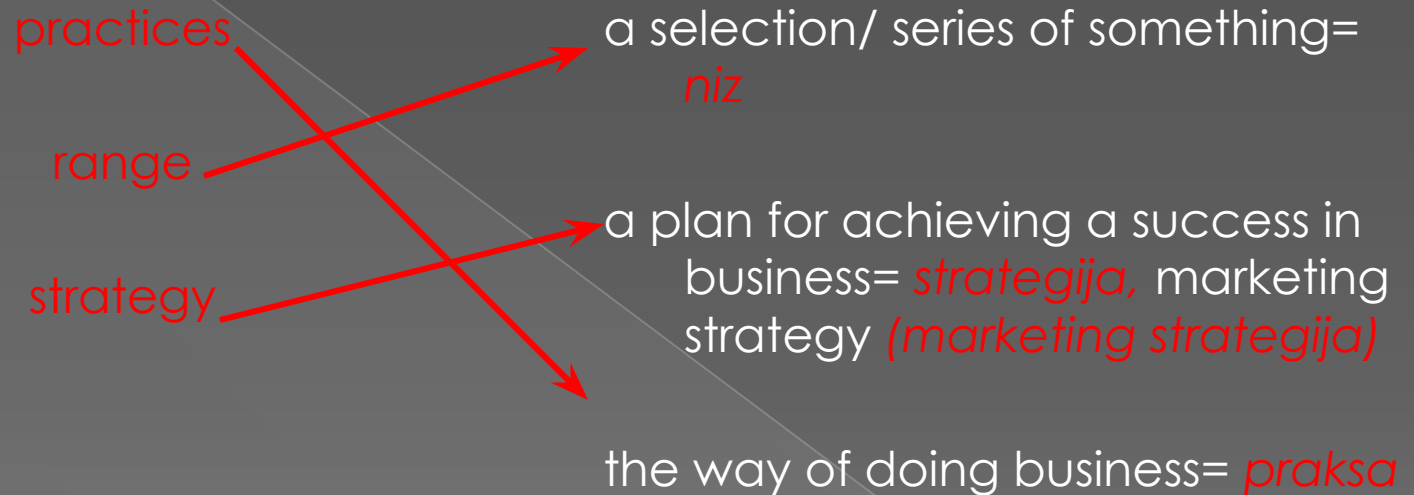 practices
a selection/ series of something=
niz
range
a plan for achieving a success in
business= strategija, marketing
strategy (marketing strategija)
strategy
the way of doing business= praksa